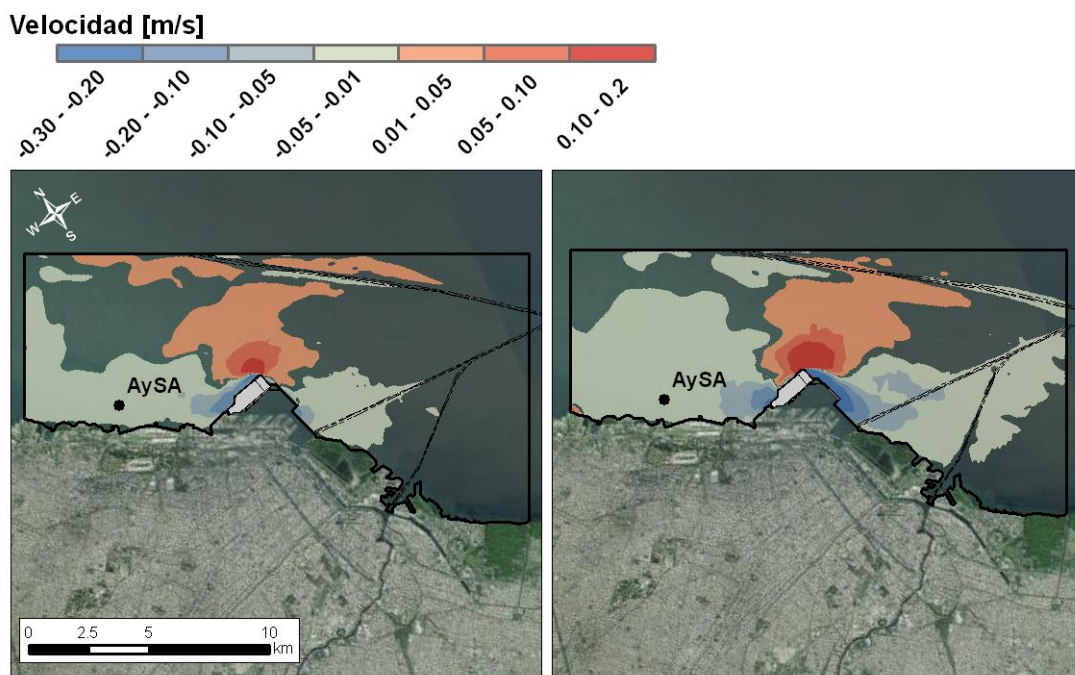 Velocidad [m/s]
-0.30 - -0.20
-0.20 - -0.10
-0.10 - -0.05
-0.05 - -0.01
0.01 - 0.05
0.05 - 0.10
0.10 - 0.2
N
E
W
S
AySA
AySA
0 2.5 5 10
km